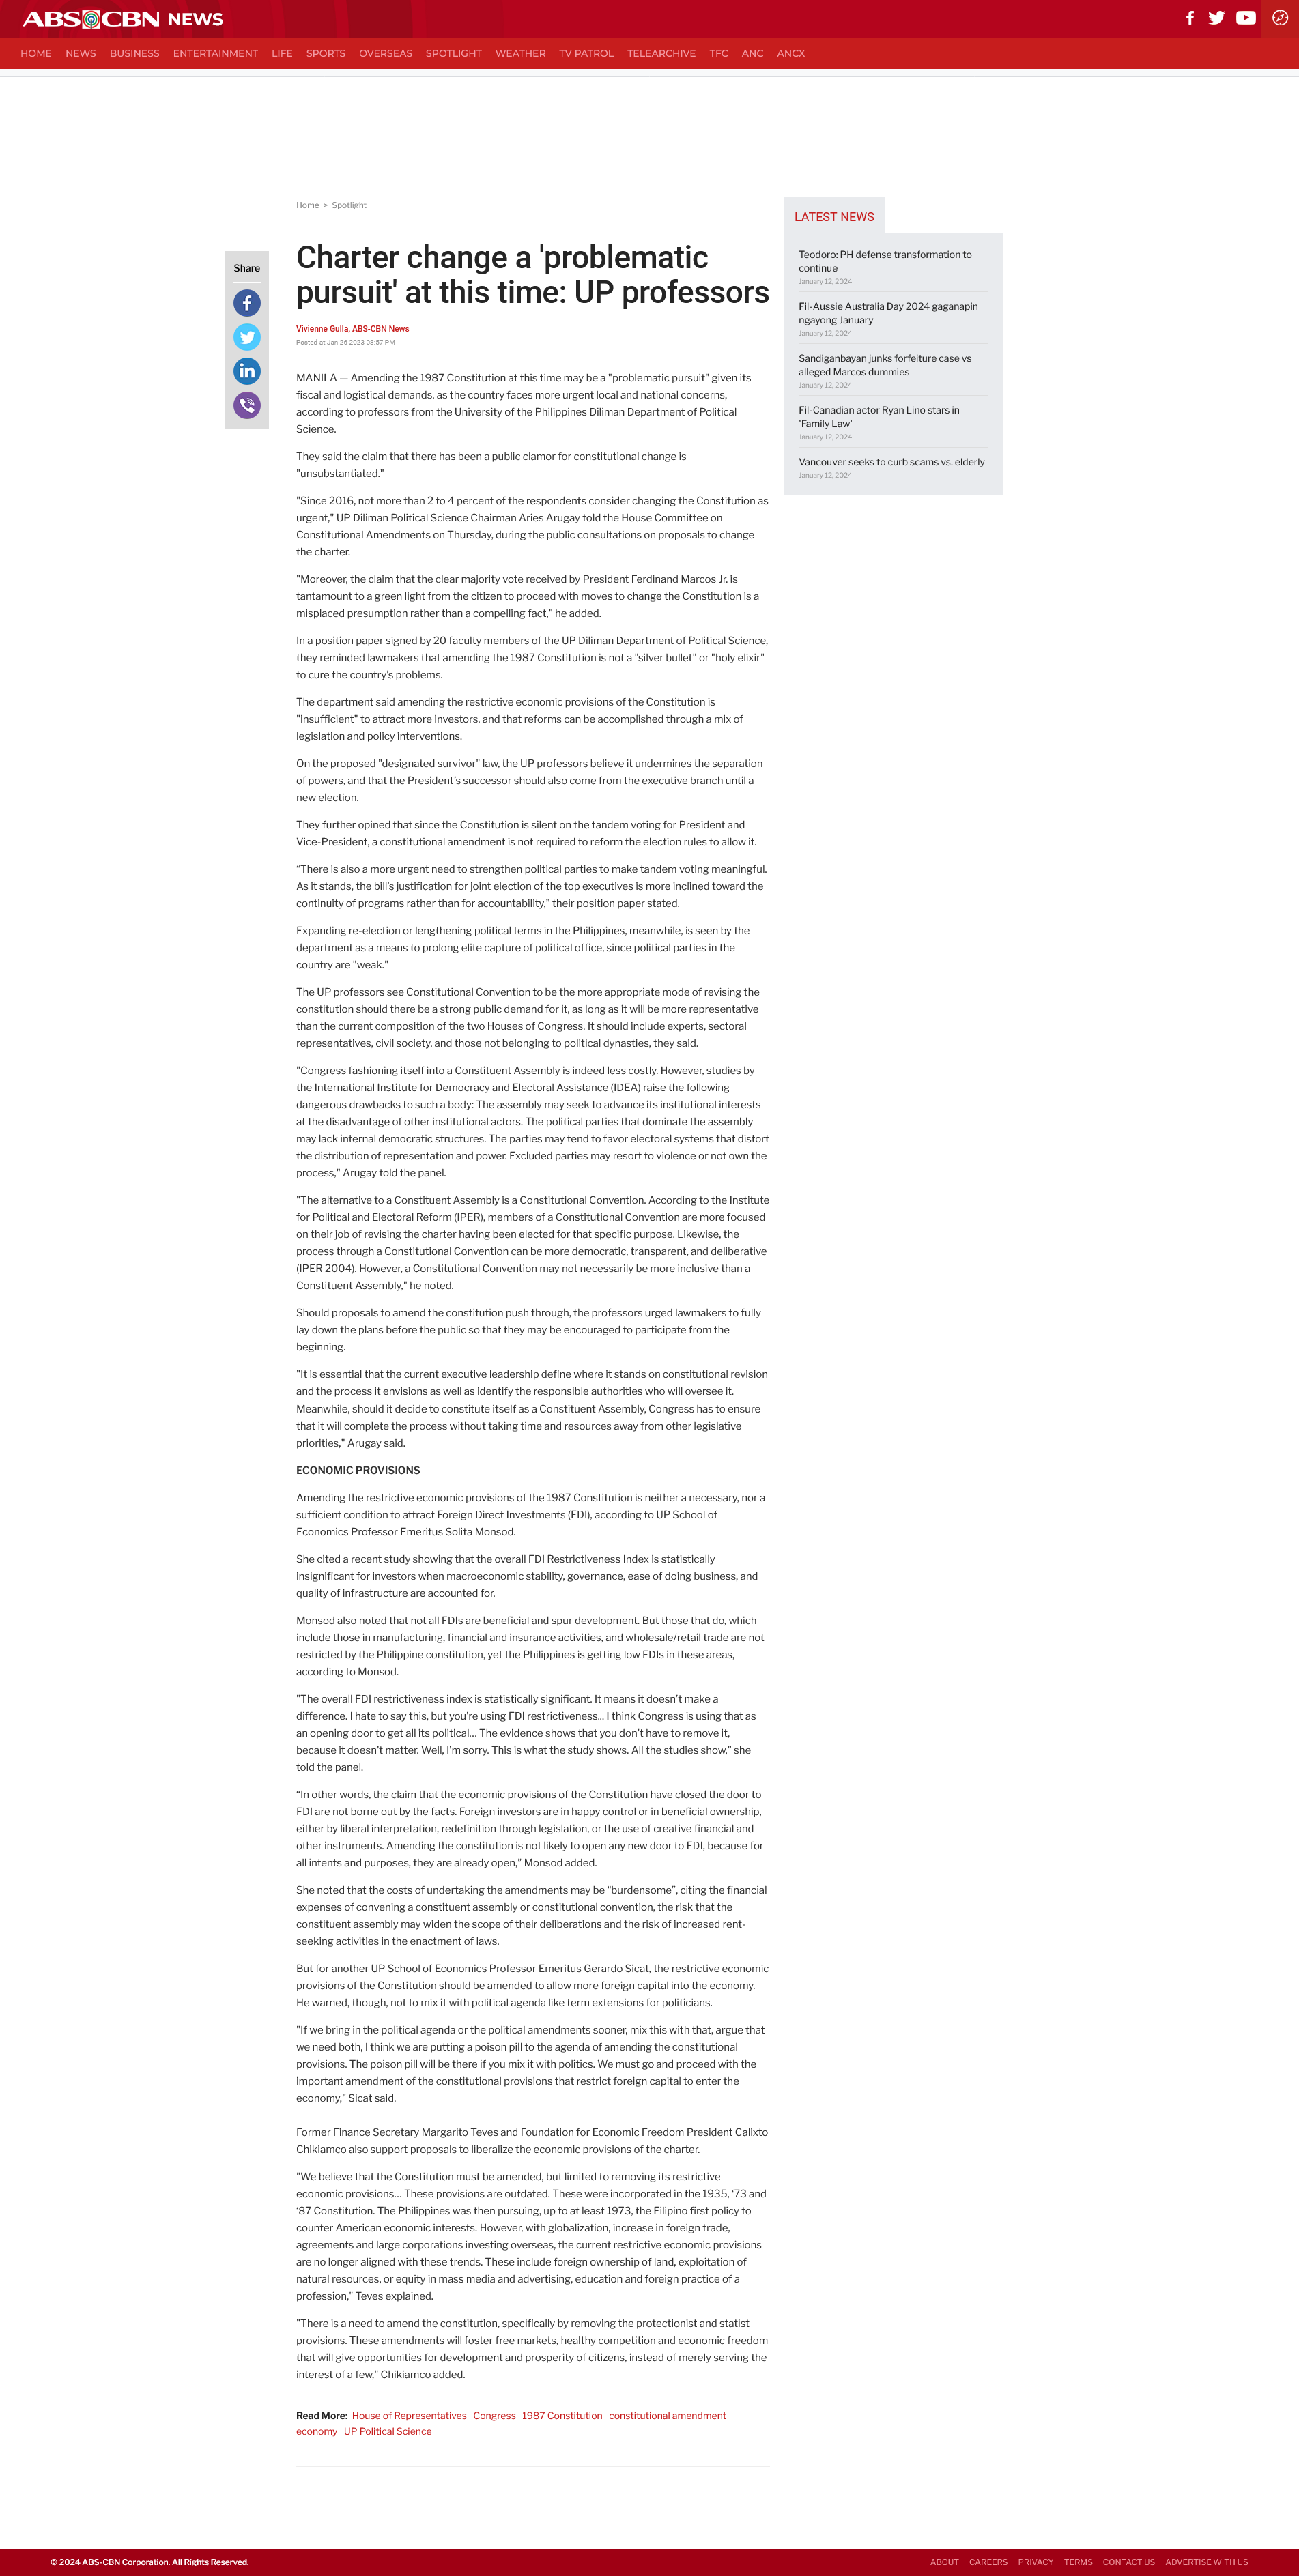 ABS-CBN NEWS
HOME NEWS BUSINESS ENTERTAINMENT LIFE SPORTS OVERSEAS SPOTLIGHT WEATHER TV PATROL TELEARCHIVE TFC ANC ANCX
Home > Spotlight
Charter change a 'problematic
pursuit' at this time: UP professors
Share
Vivienne Gulla, ABS-CBN News
Posted at Jan 26 2023 08:57 PM
MANILA — Amending the 1987 Constitution at this time may be a "problematic pursuit" given its
fiscal and logistical demands, as the country faces more urgent local and national concerns,
according to professors from the University of the Philippines Diliman Department of Political
Science.
They said the claim that there has been a public clamor for constitutional change is
"unsubstantiated."
"Since 2016, not more than 2 to 4 percent of the respondents consider changing the Constitution as
urgent," UP Diliman Political Science Chairman Aries Arugay told the House Committee on
Constitutional Amendments on Thursday, during the public consultations on proposals to change
the charter.
"Moreover, the claim that the clear majority vote received by President Ferdinand Marcos Jr. is
tantamount to a green light from the citizen to proceed with moves to change the Constitution is a
misplaced presumption rather than a compelling fact," he added.
In a position paper signed by 20 faculty members of the UP Diliman Department of Political Science,
they reminded lawmakers that amending the 1987 Constitution is not a "silver bullet" or "holy elixir"
to cure the country's problems.
The department said amending the restrictive economic provisions of the Constitution is
"insufficient" to attract more investors, and that reforms can be accomplished through a mix of
legislation and policy interventions.
On the proposed "designated survivor" law, the UP professors believe it undermines the separation
of powers, and that the President's successor should also come from the executive branch until a
new election.
They further opined that since the Constitution is silent on the tandem voting for President and
Vice-President, a constitutional amendment is not required to reform the election rules to allow it.
“There is also a more urgent need to strengthen political parties to make tandem voting meaningful.
As it stands, the bill's justification for joint election of the top executives is more inclined toward the
continuity of programs rather than for accountability," their position paper stated.
Expanding re-election or lengthening political terms in the Philippines, meanwhile, is seen by the
department as a means to prolong elite capture of political office, since political parties in the
country are "weak."
The UP professors see Constitutional Convention to be the more appropriate mode of revising the
constitution should there be a strong public demand for it, as long as it will be more representative
than the current composition of the two Houses of Congress. It should include experts, sectoral
representatives, civil society, and those not belonging to political dynasties, they said.
"Congress fashioning itself into a Constituent Assembly is indeed less costly. However, studies by
the International Institute for Democracy and Electoral Assistance (IDEA) raise the following
dangerous drawbacks to such a body: The assembly may seek to advance its institutional interests
at the disadvantage of other institutional actors. The political parties that dominate the assembly
may lack internal democratic structures. The parties may tend to favor electoral systems that distort
the distribution of representation and power. Excluded parties may resort to violence or not own the
process," Arugay told the panel.
"The alternative to a Constituent Assembly is a Constitutional Convention. According to the Institute
for Political and Electoral Reform (IPER), members of a Constitutional Convention are more focused
on their job of revising the charter having been elected for that specific purpose. Likewise, the
process through a Constitutional Convention can be more democratic, transparent, and deliberative
(IPER 2004). However, a Constitutional Convention may not necessarily be more inclusive than a
Constituent Assembly," he noted.
Should proposals to amend the constitution push through, the professors urged lawmakers to fully
lay down the plans before the public so that they may be encouraged to participate from the
beginning.
"It is essential that the current executive leadership define where it stands on constitutional revision
and the process it envisions as well as identify the responsible authorities who will oversee it.
Meanwhile, should it decide to constitute itself as a Constituent Assembly, Congress has to ensure
that it will complete the process without taking time and resources away from other legislative
priorities," Arugay said.
ECONOMIC PROVISIONS
Amending the restrictive economic provisions of the 1987 Constitution is neither a necessary, nor a
sufficient condition to attract Foreign Direct Investments (FDI), according to UP School of
Economics Professor Emeritus Solita Monsod.
She cited a recent study showing that the overall FDI Restrictiveness Index is statistically
insignificant for investors when macroeconomic stability, governance, ease of doing business, and
quality of infrastructure are accounted for.
Monsod also noted that not all FDIs are beneficial and spur development. But those that do, which
include those in manufacturing, financial and insurance activities, and wholesale/retail trade are not
restricted by the Philippine constitution, yet the Philippines is getting low FDIs in these areas,
according to Monsod.
"The overall FDI restrictiveness index is statistically significant. It means it doesn't make a
difference. I hate to say this, but you're using FDI restrictiveness... I think Congress is using that as
an opening door to get all its political... The evidence shows that you don't have to remove it,
because it doesn't matter. Well, I'm sorry. This is what the study shows. All the studies show," she
told the panel.
“In other words, the claim that the economic provisions of the Constitution have closed the door to
FDI are not borne out by the facts. Foreign investors are in happy control or in beneficial ownership,
either by liberal interpretation, redefinition through legislation, or the use of creative financial and
other instruments. Amending the constitution is not likely to open any new door to FDI, because for
all intents and purposes, they are already open," Monsod added.
She noted that the costs of undertaking the amendments may be “burdensome”, citing the financial
expenses of convening a constituent assembly or constitutional convention, the risk that the
constituent assembly may widen the scope of their deliberations and the risk of increased rent-
seeking activities in the enactment of laws.
But for another UP School of Economics Professor Emeritus Gerardo Sicat, the restrictive economic
provisions of the Constitution should be amended to allow more foreign capital into the economy.
He warned, though, not to mix it with political agenda like term extensions for politicians.
"If we bring in the political agenda or the political amendments sooner, mix this with that, argue that
we need both, I think we are putting a poison pill to the agenda of amending the constitutional
provisions. The poison pill will be there if you mix it with politics. We must go and proceed with the
important amendment of the constitutional provisions that restrict foreign capital to enter the
economy," Sicat said.
Former Finance Secretary Margarito Teves and Foundation for Economic Freedom President Calixto
Chikiamco also support proposals to liberalize the economic provisions of the charter.
"We believe that the Constitution must be amended, but limited to removing its restrictive
economic provisions... These provisions are outdated. These were incorporated in the 1935, ‘73 and
‘87 Constitution. The Philippines was then pursuing, up to at least 1973, the Filipino first policy to
counter American economic interests. However, with globalization, increase in foreign trade,
agreements and large corporations investing overseas, the current restrictive economic provisions
are no longer aligned with these trends. These include foreign ownership of land, exploitation of
natural resources, or equity in mass media and advertising, education and foreign practice of a
profession," Teves explained.
"There is a need to amend the constitution, specifically by removing the protectionist and statist
provisions. These amendments will foster free markets, healthy competition and economic freedom
that will give opportunities for development and prosperity of citizens, instead of merely serving the
interest of a few," Chikiamco added.
Read More: House of Representatives Congress 1987 Constitution constitutional amendment
economy UP Political Science
LATEST NEWS
Teodoro: PH defense transformation to
continue
January 12, 2024
Fil-Aussie Australia Day 2024 gaganapin
ngayong January
January 12, 2024
Sandiganbayan junks forfeiture case vs
alleged Marcos dummies
January 12, 2024
Fil-Canadian actor Ryan Lino stars in
'Family Law'
January 12, 2024
Vancouver seeks to curb scams vs. elderly
January 12, 2024
© 2024 ABS-CBN Corporation. All Rights Reserved.
ABOUT CAREERS PRIVACY TERMS CONTACT US ADVERTISE WITH US